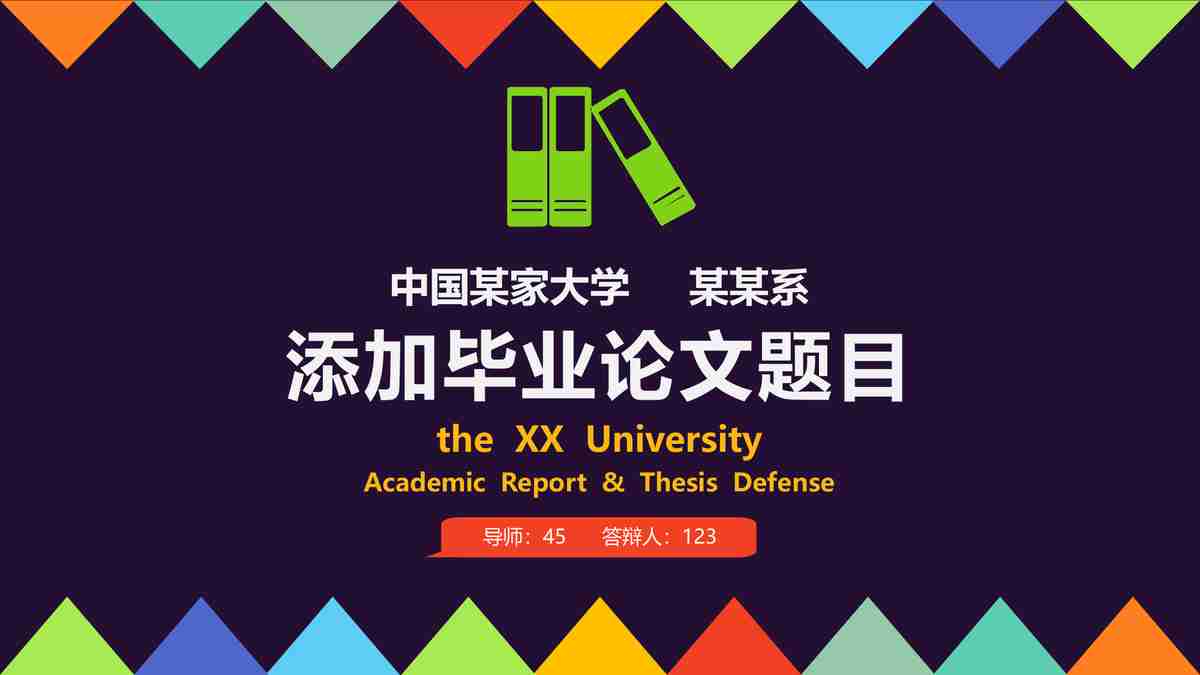 中国某家大学 某某系
添加毕业论文题目
the XX University
Academic Report & Thesis Defense
导师：45 答辩人：123